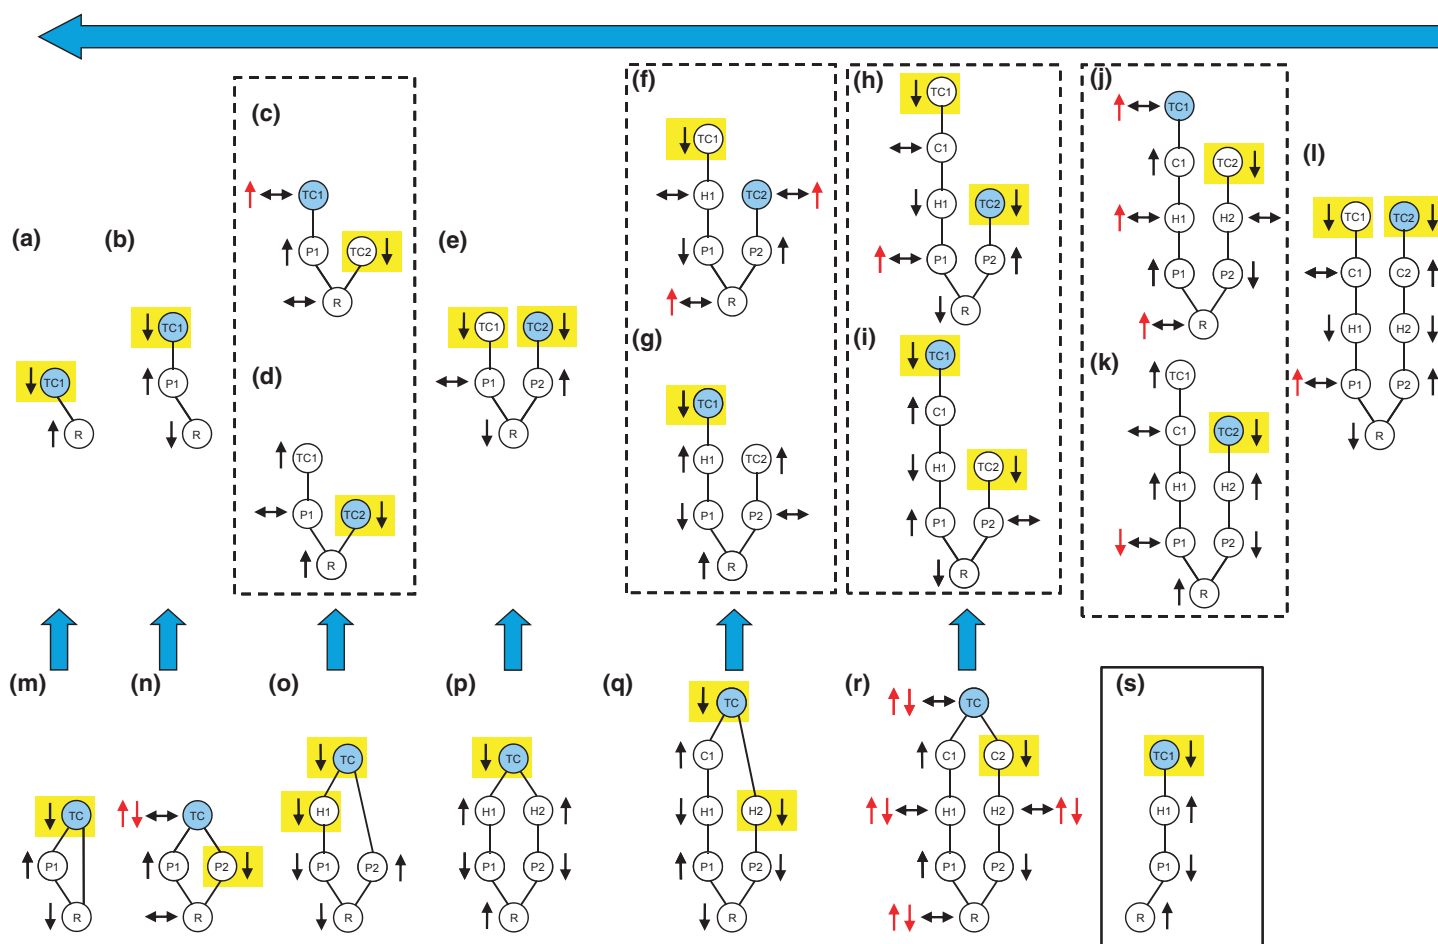 (a)
TC1
R
(b)
TC1
P1
R
(c)
TC1
P1
TC2
R
(d)
TC1
P1
TC2
R
(e)
TC1
TC2
P1
P2
R
(f)
TC1
H1
TC2
P1
P2
R
(g)
TC1
H1
TC2
P1
P2
R
(h)
TC1
C1
H1
TC2
P1
P2
R
(i)
TC1
C1
H1
TC2
P1
P2
R
(j)
TC1
C1
TC2
H1
H2
P1
P2
R
(k)
TC1
C1
TC2
H1
H2
P1
P2
R
(l)
TC1
TC2
C1
C2
H1
H2
P1
P2
R
(m)
TC
P1
R
(n)
TC
P1
P2
R
(o)
TC
H1
P1
P2
R
(p)
TC
H1
H2
P1
P2
R
(q)
TC
C1
H1
H2
P1
P2
R
(r)
TC
C1
C2
H1
H2
P1
P2
R
(s)
TC1
H1
P1
R